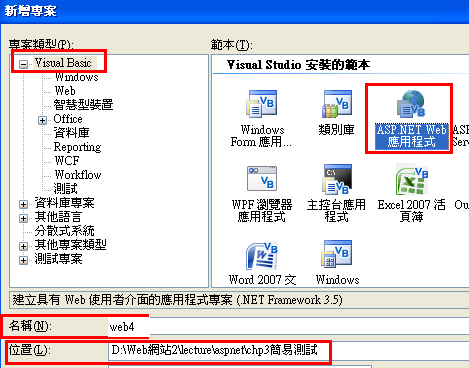 新增專案
專案類型(P):
範本(T):
Visual Basic
Windows
Web
智慧型裝置
Office
資料庫
Reporting
WCF
Workflow
測試
資料庫專案
其他語言
分散式系統
其他專案類型
測試專案
Visual Studio 安裝的範本
Windows
Form 應用...
類別庫
ASP.NET Web
應用程式
WPF 瀏覽器
應用程式
主控台應用
程式
Excel 2007 活
頁簿
Word 2007 文
Windows
建立具有 Web 使用者介面的應用程式專案 (.NET Framework 3.5)
名稱(N):
web4
位置(L):
D:\Web網站2\lecture\aspnet\chp3簡易測試